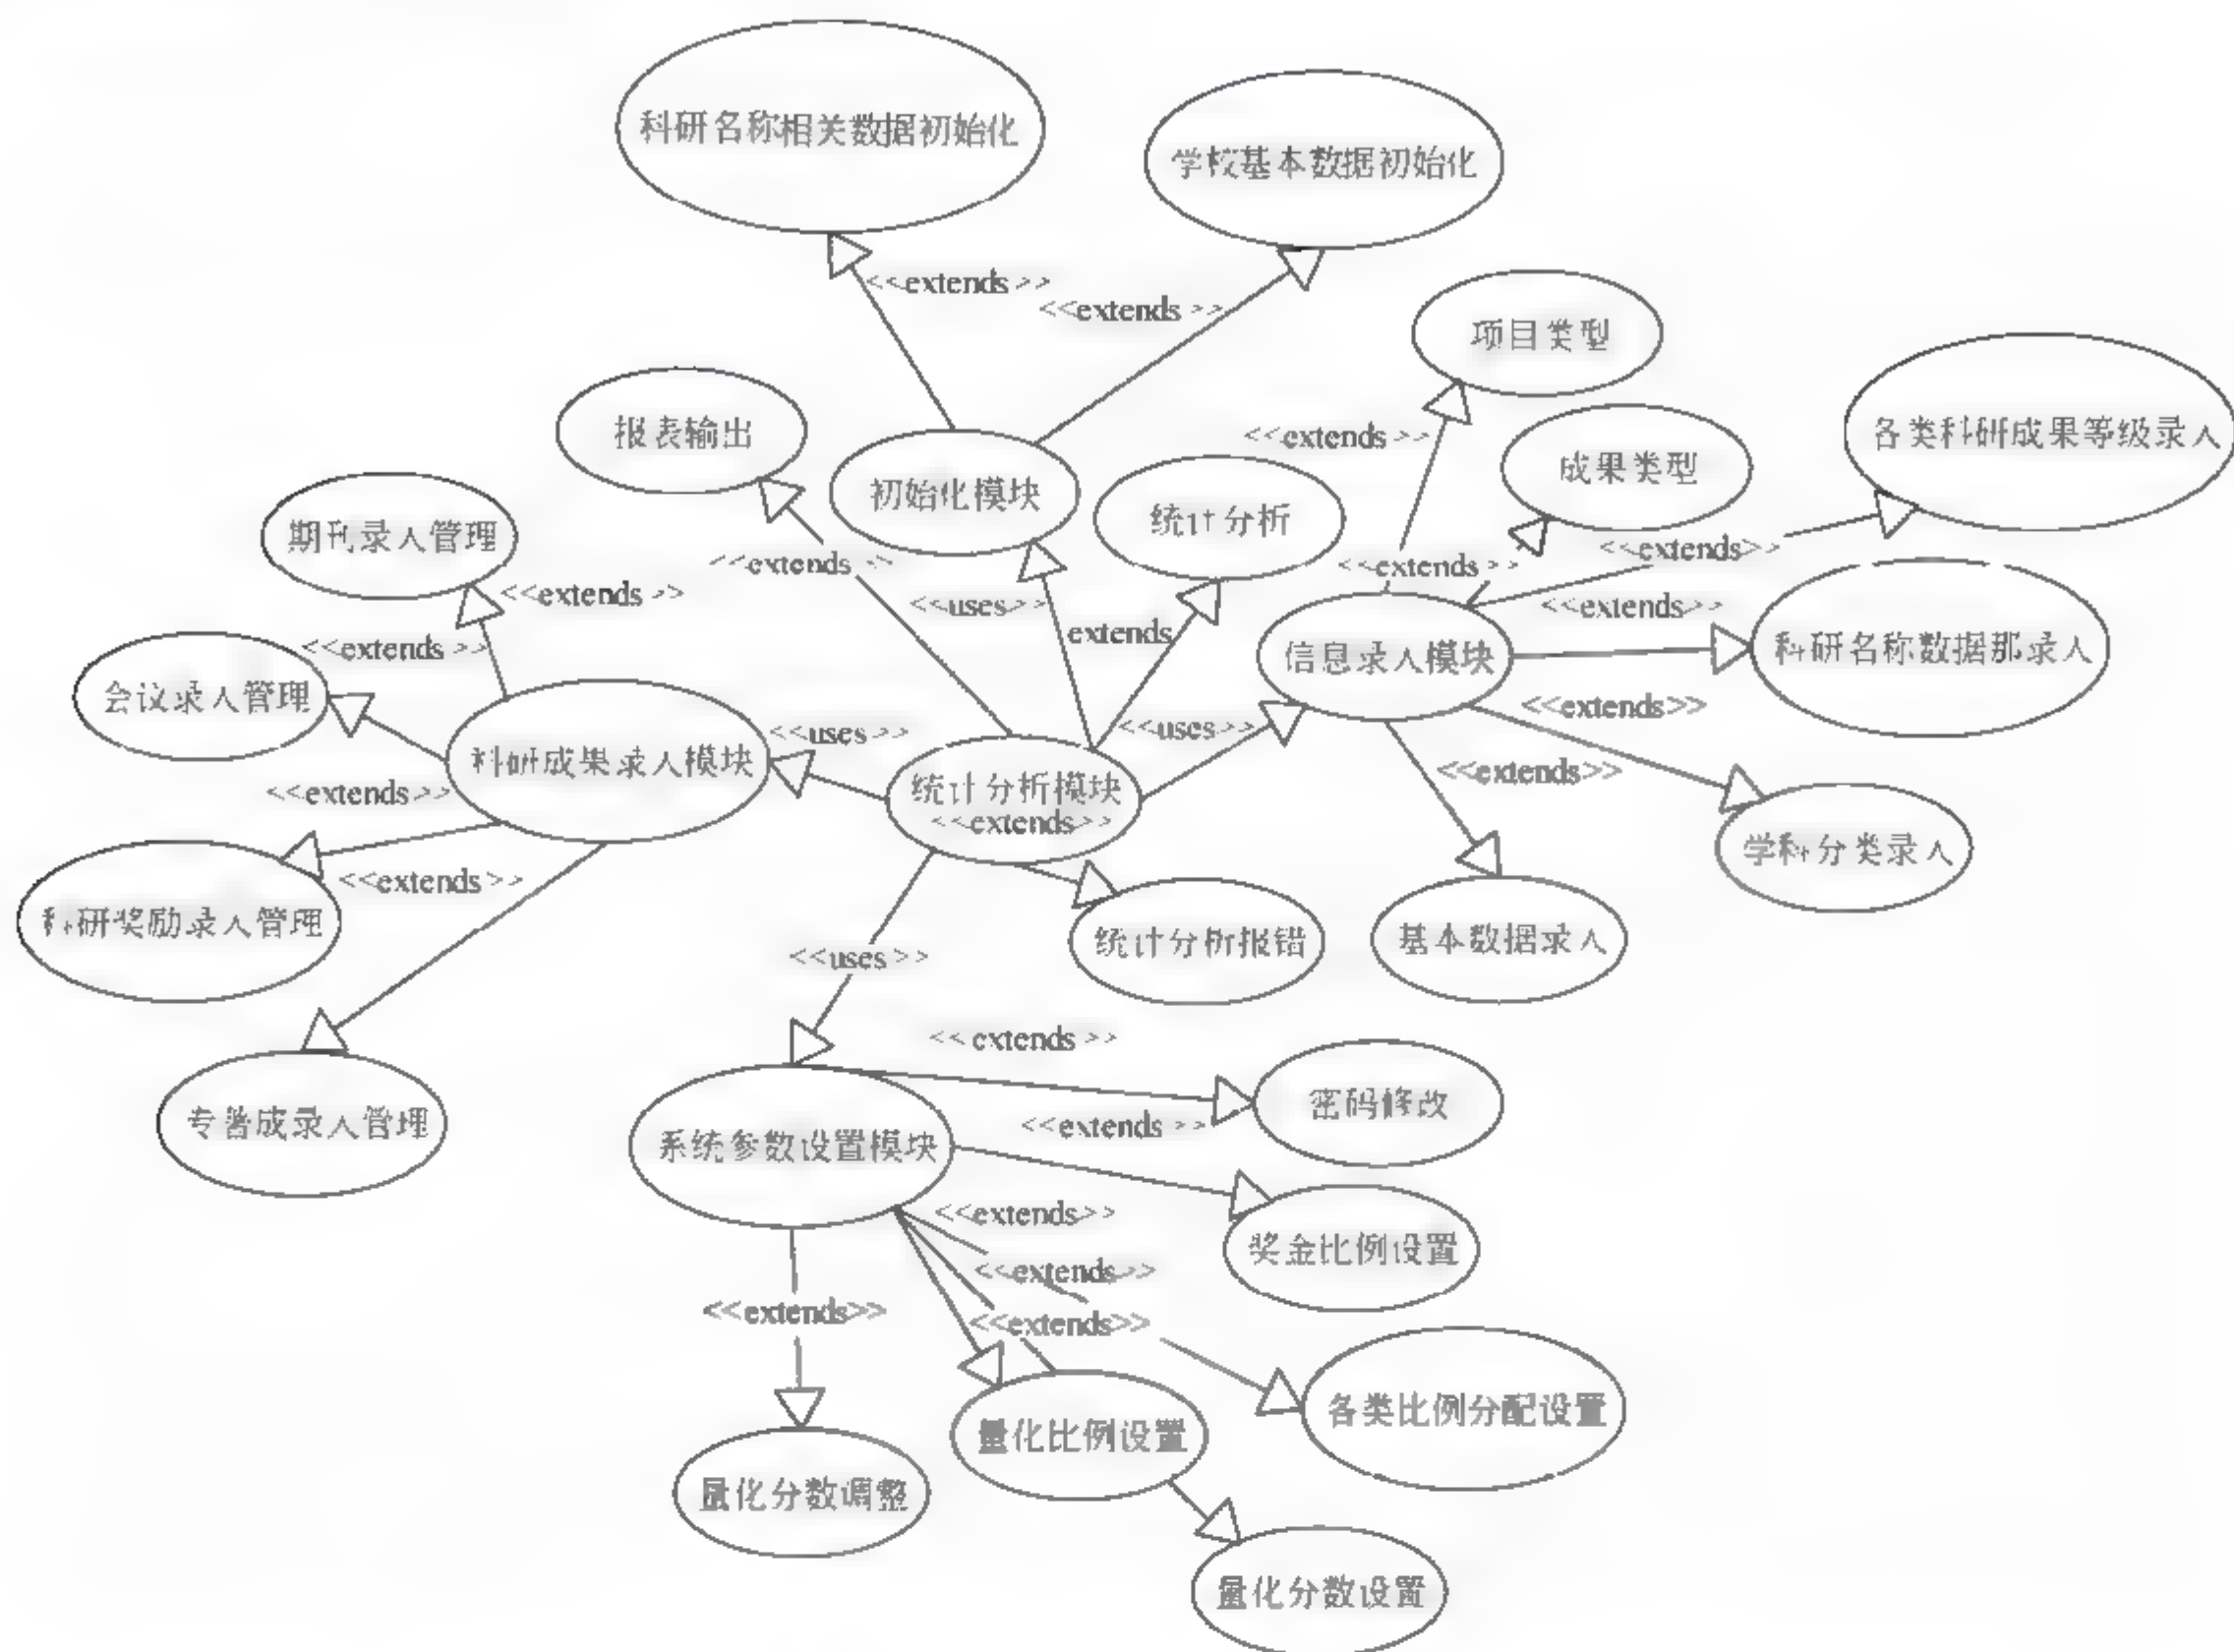 科研名称相关数据初始化
学校基本数据初始化
<<extends>>
<<extends>>
项目类型
报表输出
<<extends>>
各类科研成果等级录入
成果类型
初始化模块
统计分析
期刊录入管理
<<extends>>
<<extends>>
<<extends>>
<<extends>>
<<uses>>
<<extends>>
extends
<<extends>>
信息录入模块
科研名称数据那录入
会议录入管理
<<extends>>
<<uses>>
<<uses>>
科研成果录入模块
<<extends>>
统计分析模块
<<extends>>
<<extends>>
<<extends>>
学科分类录入
科研奖励录入管理
统计分析报错
基本数据录入
<<uses>>
<<extends>>
专著成录入管理
密码修改
<<extends>>
系统参数设置模块
<<extends>>
奖金比例设置
<<extends>>
<<extends>>
<<extends>>
各类比例分配设置
量化比例设置
量化分数调整
量化分数设置